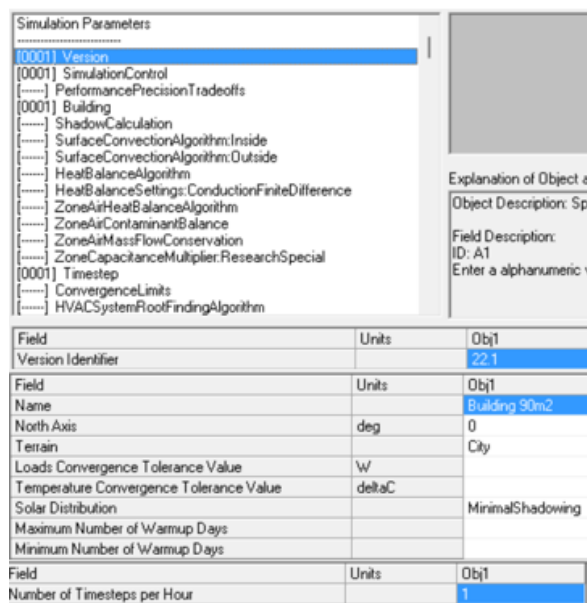 Simulation Parameters
------------------------
[0001] Version
[0001] SimulationControl
[------] PerformancePrecisionTradeoffs
[0001] Building
[------] ShadowCalculation
[------] SurfaceConvectionAlgorithm:Inside
[------] SurfaceConvectionAlgorithm:Outside
[------] HeatBalanceAlgorithm
[------] HeatBalanceSettings:ConductionFiniteDifference
[------] ZoneAirHeatBalanceAlgorithm
[------] ZoneAirContaminantBalance
[------] ZoneAirMassFlowConservation
[------] ZoneCapacitanceMultiplier:ResearchSpecial
[0001] Timestep
[------] ConvergenceLimits
[------] HVACSystemRootFindingAlgorithm
Explanation of Object a
Object Description: Sp
Field Description:
ID: A1
Enter a alphanumeric v
Field Units Obj1
Version Identifier 22.1
Field Units Obj1
Name Building 90m2
North Axis deg 0
Terrain City
Loads Convergence Tolerance Value W
Temperature Convergence Tolerance Value deltaC
Solar Distribution MinimalShadowing
Maximum Number of Warmup Days
Minimum Number of Warmup Days
Field Units Obj1
Number of Timesteps per Hour 1